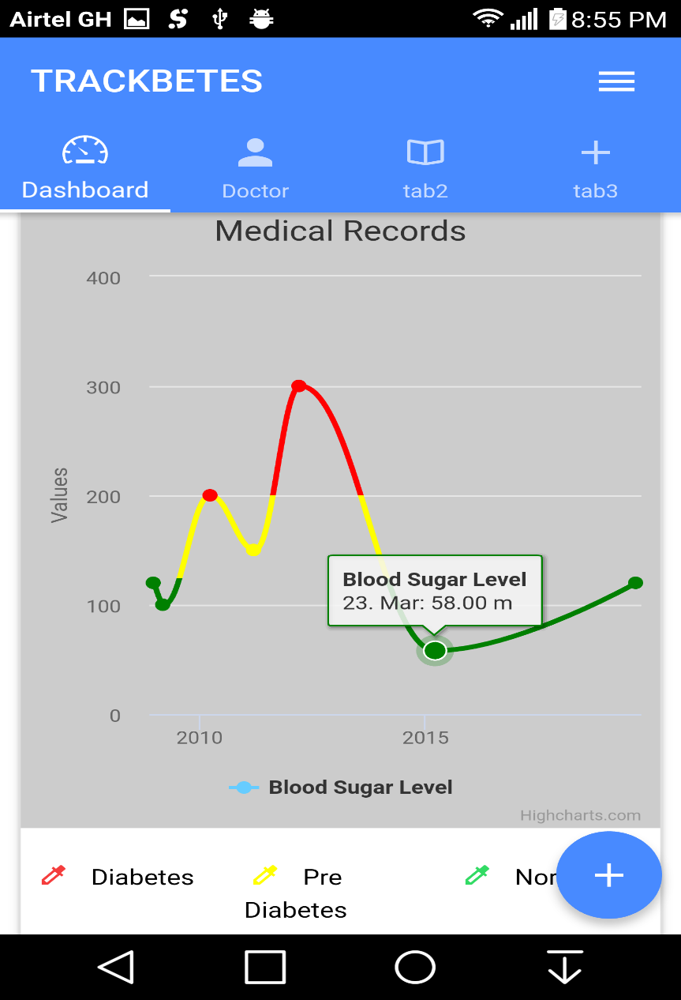 Airtel GH 8:55 PM
TRACKBETES
Dashboard Doctor tab2 tab3
Medical Records
400
300
200
100
0
Values
Blood Sugar Level
23. Mar: 58.00 m
2010 2015
Blood Sugar Level
Highcharts.com
Diabetes Pre Nor
Diabetes